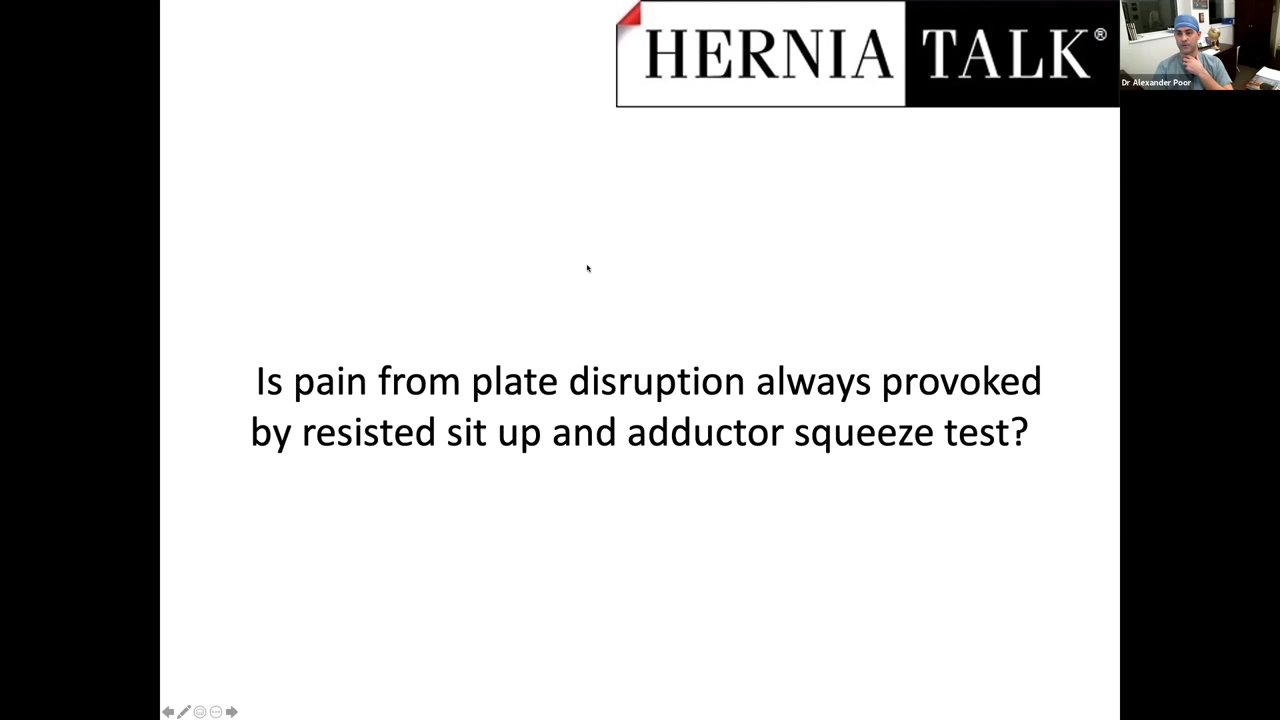 HERNIA TALK®
Dr Alexander Poor
Is pain from plate disruption always provoked
by resisted sit up and adductor squeeze test?